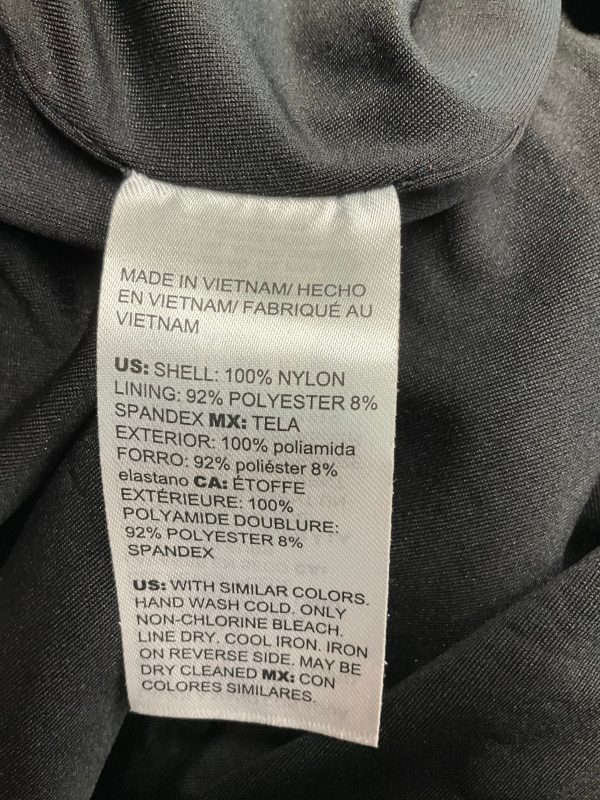 MADE IN VIETNAM/ HECHO
EN VIETNAM/ FABRIQUÉ AU
VIETNAM
US: SHELL: 100% NYLON
LINING: 92% POLYESTER 8%
SPANDEX MX: TELA
EXTERIOR: 100% poliamida
FORRO: 92% poliéster 8%
elastano CA: ÉTOFFE
EXTÉRIEURE: 100%
POLYAMIDE DOUBLURE:
92% POLYESTER 8%
SPANDEX
US: WITH SIMILAR COLORS.
HAND WASH COLD. ONLY
NON-CHLORINE BLEACH.
LINE DRY. COOL IRON. IRON
ON REVERSE SIDE. MAY BE
DRY CLEANED MX: CON
COLORES SIMILARES.